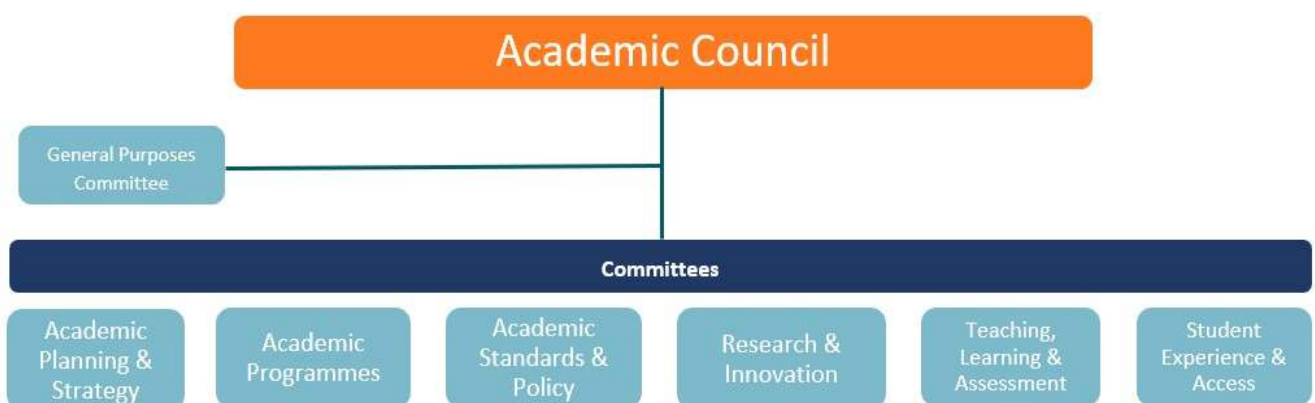 Academic Council
General Purposes
Committee
Committees
Academic
Planning &
Strategy
Academic
Programmes
Academic
Standards &
Policy
Research &
Innovation
Teaching,
Learning &
Assessment
Student
Experience &
Access